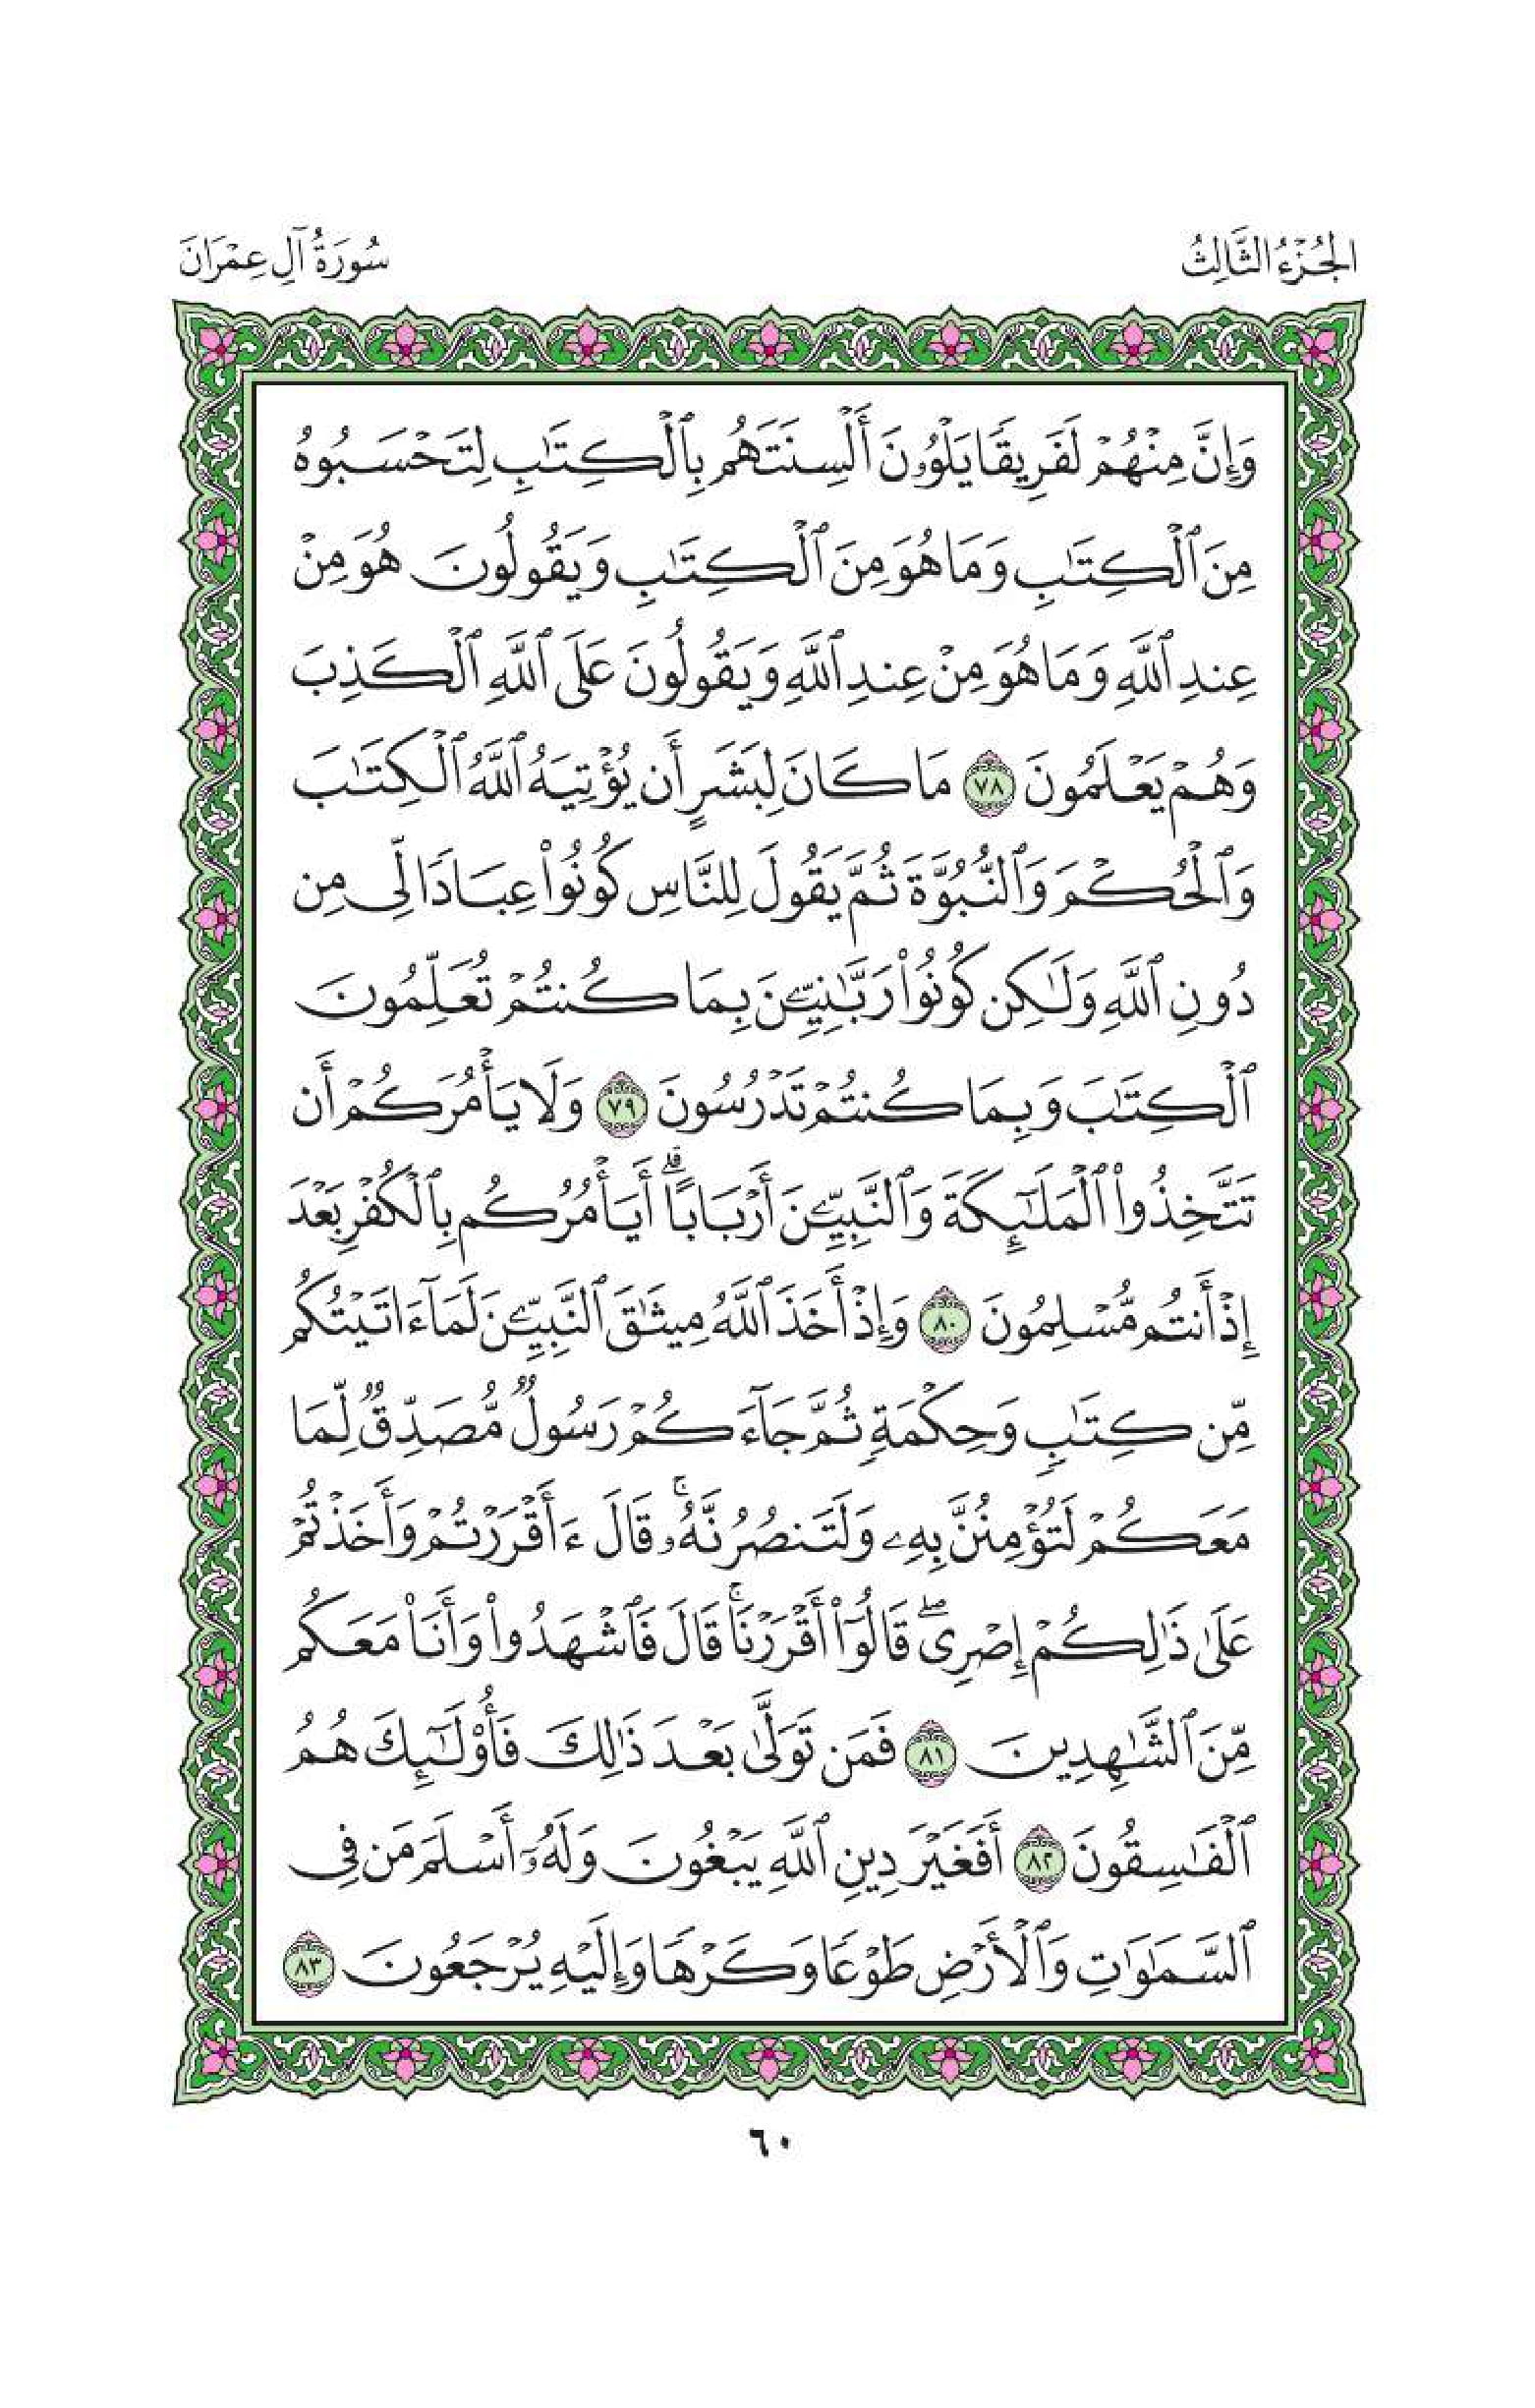 الجُزْءُ الثَّالِثُ
سُورَةُ آلِ عِمْرَانَ
وَإِنَّ مِنْهُمْ لَفَرِيقًا يَلْوُۥنَ أَلْسِنَتَهُم بِٱلْكِتَٰبِ لِتَحْسَبُوهُ
مِنَ ٱلْكِتَٰبِ وَمَا هُوَ مِنَ ٱلْكِتَٰبِ وَيَقُولُونَ هُوَ مِنْ
عِندِ ٱللَّهِ وَمَا هُوَ مِنْ عِندِ ٱللَّهِ وَيَقُولُونَ عَلَى ٱللَّهِ ٱلْكَذِبَ
وَهُمْ يَعْلَمُونَ ٧٨ مَا كَانَ لِبَشَرٍ أَن يُؤْتِيَهُ ٱللَّهُ ٱلْكِتَٰبَ
وَٱلْحُكْمَ وَٱلنُّبُوَّةَ ثُمَّ يَقُولَ لِلنَّاسِ كُونُوا۟ عِبَادًا لِّى مِن
دُونِ ٱللَّهِ وَلَٰكِن كُونُوا۟ رَبَّٰنِيِّۦنَ بِمَا كُنتُمْ تُعَلِّمُونَ
ٱلْكِتَٰبَ وَبِمَا كُنتُمْ تَدْرُسُونَ ٧٩ وَلَا يَأْمُرَكُمْ أَن
تَتَّخِذُوا۟ ٱلْمَلَٰٓئِكَةَ وَٱلنَّبِيِّۦنَ أَرْبَابًا ۗ أَيَأْمُرُكُم بِٱلْكُفْرِ بَعْدَ
إِذْ أَنتُم مُّسْلِمُونَ ٨٠ وَإِذْ أَخَذَ ٱللَّهُ مِيثَٰقَ ٱلنَّبِيِّۦنَ لَمَآ ءَاتَيْتُكُم
مِّن كِتَٰبٍ وَحِكْمَةٍ ثُمَّ جَآءَكُمْ رَسُولٌ مُّصَدِّقٌ لِّمَا
مَعَكُمْ لَتُؤْمِنُنَّ بِهِۦ وَلَتَنصُرُنَّهُۥ ۚ قَالَ ءَأَقْرَرْتُمْ وَأَخَذْتُمْ
عَلَىٰ ذَٰلِكُمْ إِصْرِى ۖ قَالُوٓا۟ أَقْرَرْنَا ۚ قَالَ فَٱشْهَدُوا۟ وَأَنَا۠ مَعَكُم
مِّنَ ٱلشَّٰهِدِينَ ٨١ فَمَن تَوَلَّىٰ بَعْدَ ذَٰلِكَ فَأُو۟لَٰٓئِكَ هُمُ
ٱلْفَٰسِقُونَ ٨٢ أَفَغَيْرَ دِينِ ٱللَّهِ يَبْغُونَ وَلَهُۥٓ أَسْلَمَ مَن فِى
ٱلسَّمَٰوَٰتِ وَٱلْأَرْضِ طَوْعًا وَكَرْهًا وَإِلَيْهِ يُرْجَعُونَ ٨٣
٦٠